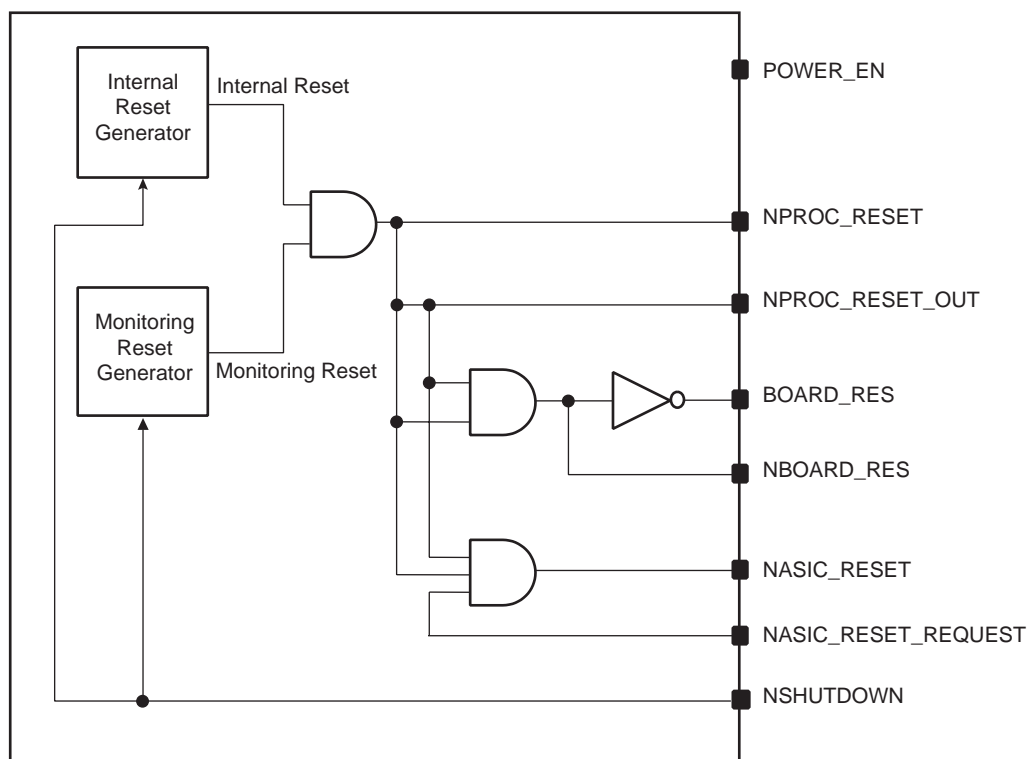 Internal
Reset
Generator
Internal Reset
Monitoring
Reset
Generator
Monitoring Reset
POWER_EN
NPROC_RESET
NPROC_RESET_OUT
BOARD_RES
NBOARD_RES
NASIC_RESET
NASIC_RESET_REQUEST
NSHUTDOWN